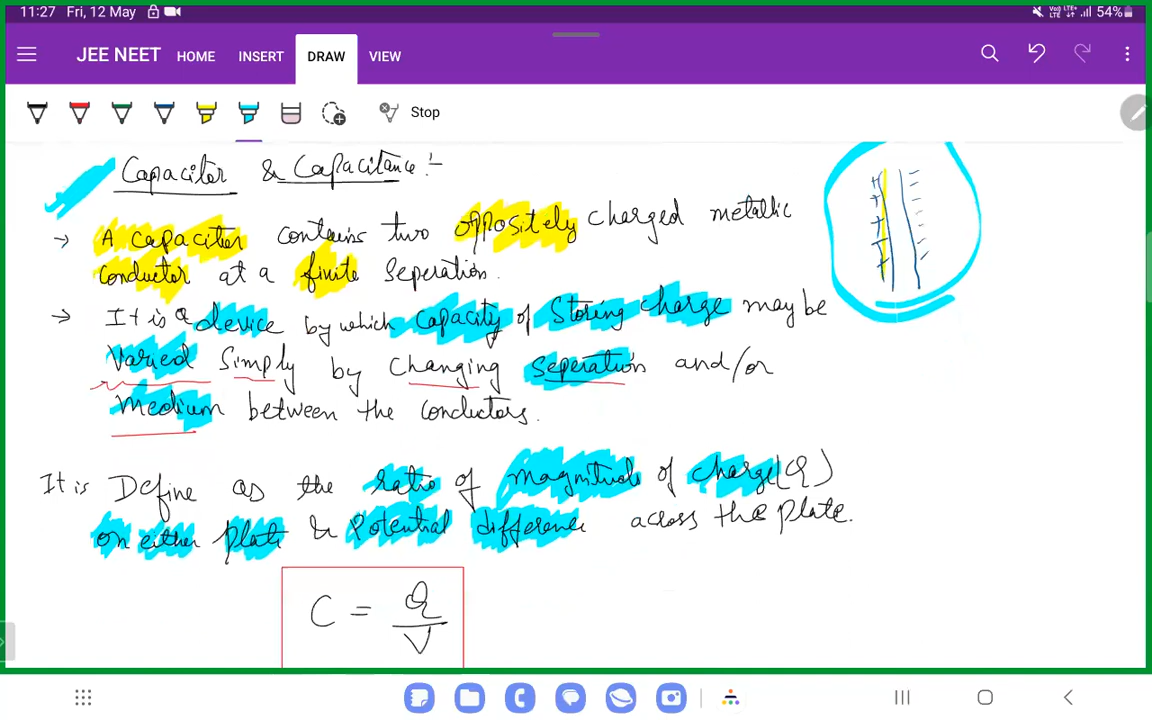 11:27 Fri, 12 May
54%
JEE NEET HOME INSERT DRAW VIEW
Stop
Capacitor & Capacitance :-
→ A capacitor contains two oppositely charged metallic
conductor at a finite Seperation.
→ It is a device by which capacity of Storing charge may be
Varied Simply by changing seperation and/or
Medium between the conductors.
It is Define as the ratio of magnitude of charge (Q)
on either plate & Potential difference across the plate.
C = Q/V